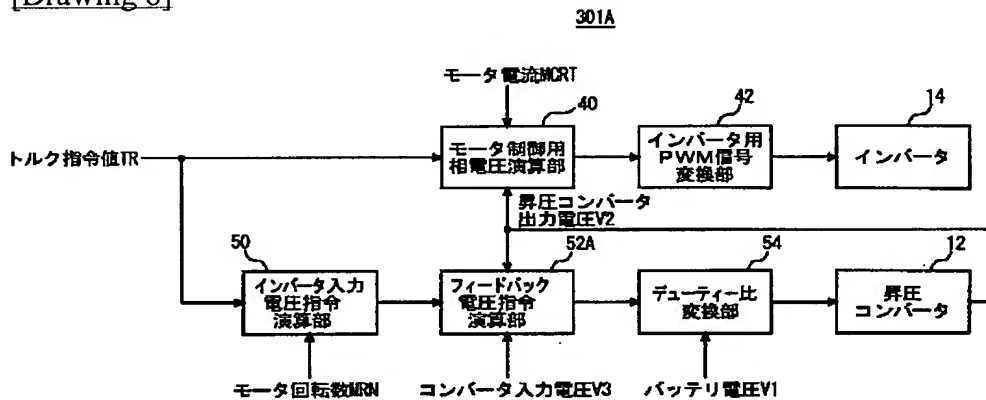 [Drawing 6]
301A
モータ電流MCRT
40
42
14
トルク指令値TR
モータ制御用
相電圧演算部
インバータ用
PWM信号
変換部
インバータ
昇圧コンバータ
出力電圧V2
50
52A
54
12
インバータ入力
電圧指令
演算部
フィードバック
電圧指令
演算部
デューティー比
変換部
昇圧
コンバータ
モータ回転数MRN
コンバータ入力電圧V3
バッテリ電圧V1